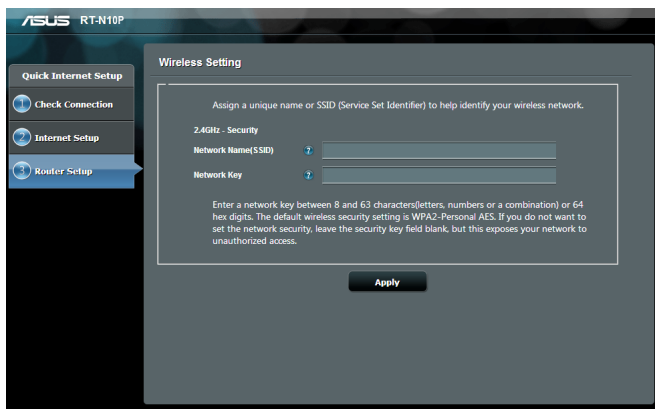 ASUS RT-N10P
Quick Internet Setup
1 Check Connection
2 Internet Setup
3 Router Setup
Wireless Setting
Assign a unique name or SSID (Service Set Identifier) to help identify your wireless network.
2.4GHz - Security
Network Name(SSID) ?
Network Key ?
Enter a network key between 8 and 63 characters(letters, numbers or a combination) or 64
hex digits. The default wireless security setting is WPA2-Personal AES. If you do not want to
set the network security, leave the security key field blank, but this exposes your network to
unauthorized access.
Apply